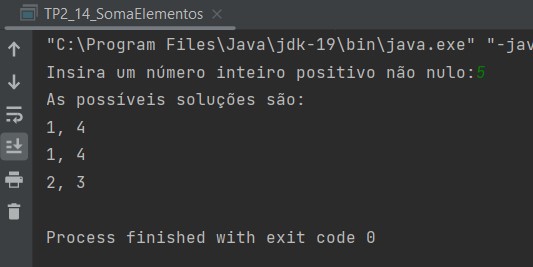 TP2_14_SomaElementos
"C:\Program Files\Java\jdk-19\bin\java.exe" "-jav
Insira um número inteiro positivo não nulo:5
As possíveis soluções são:
1, 4
1, 4
2, 3
Process finished with exit code 0